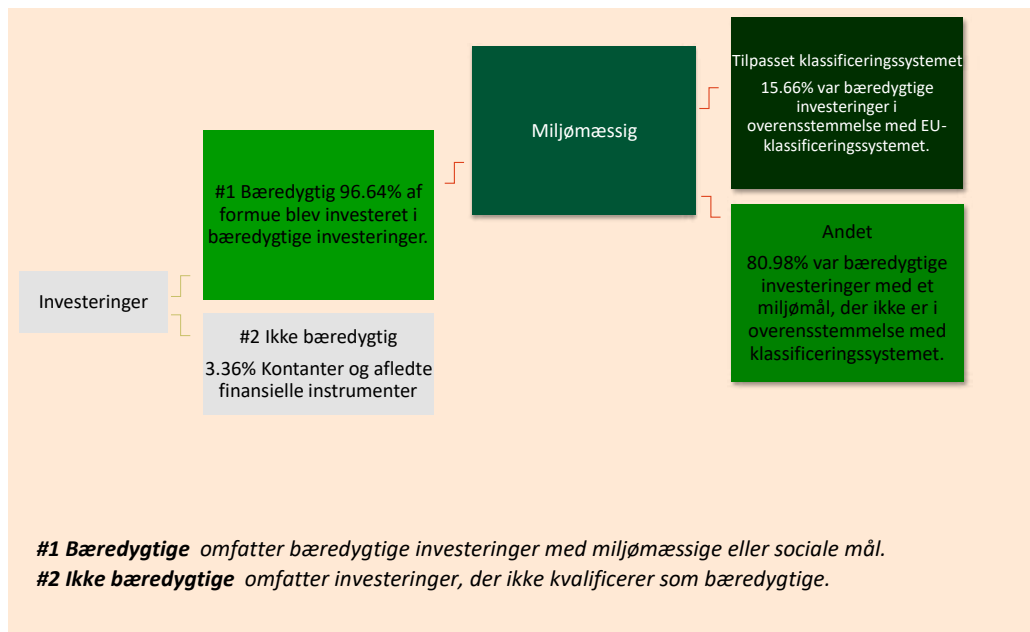 Investeringer
#1 Bæredygtig 96.64% af
formue blev investeret i
bæredygtige investeringer.
#2 Ikke bæredygtig
3.36% Kontanter og afledte
finansielle instrumenter
Miljømæssig
Tilpasset klassificeringssystemet
15.66% var bæredygtige
investeringer i
overensstemmelse med EU-
klassificeringssystemet.
Andet
80.98% var bæredygtige
investeringer med et
miljømål, der ikke er i
overensstemmelse med
klassificeringssystemet.
#1 Bæredygtige omfatter bæredygtige investeringer med miljømæssige eller sociale mål.
#2 Ikke bæredygtige omfatter investeringer, der ikke kvalificerer som bæredygtige.